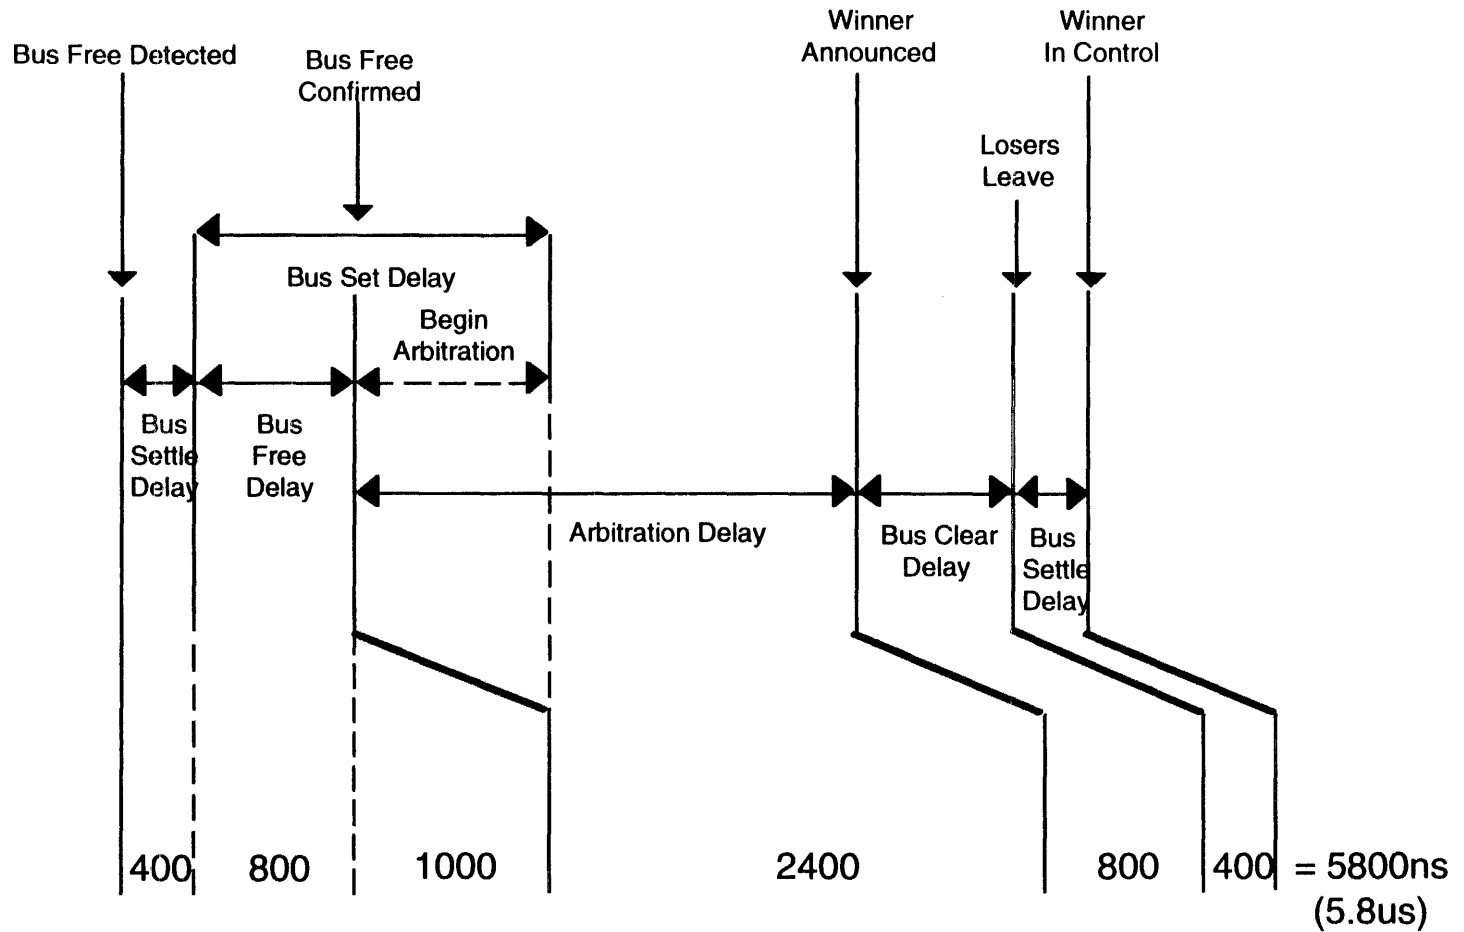 Bus Free Detected
Bus Free
Confirmed
Winner
Announced
Winner
In Control
Losers
Leave
Bus Set Delay
Begin
Arbitration
Bus
Settle
Delay
Bus
Free
Delay
Arbitration Delay
Bus Clear
Delay
Bus
Settle
Delay
400 800 1000 2400 800 400 = 5800ns
(5.8us)